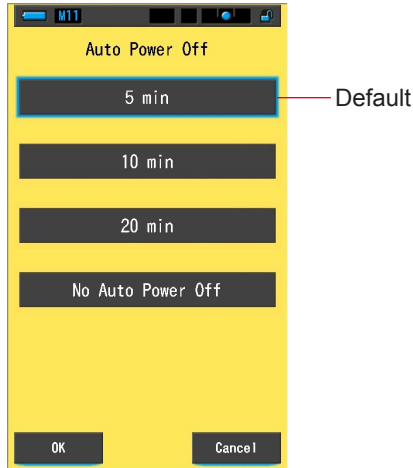 M11
Auto Power Off
5 min
Default
10 min
20 min
No Auto Power Off
OK
Cancel